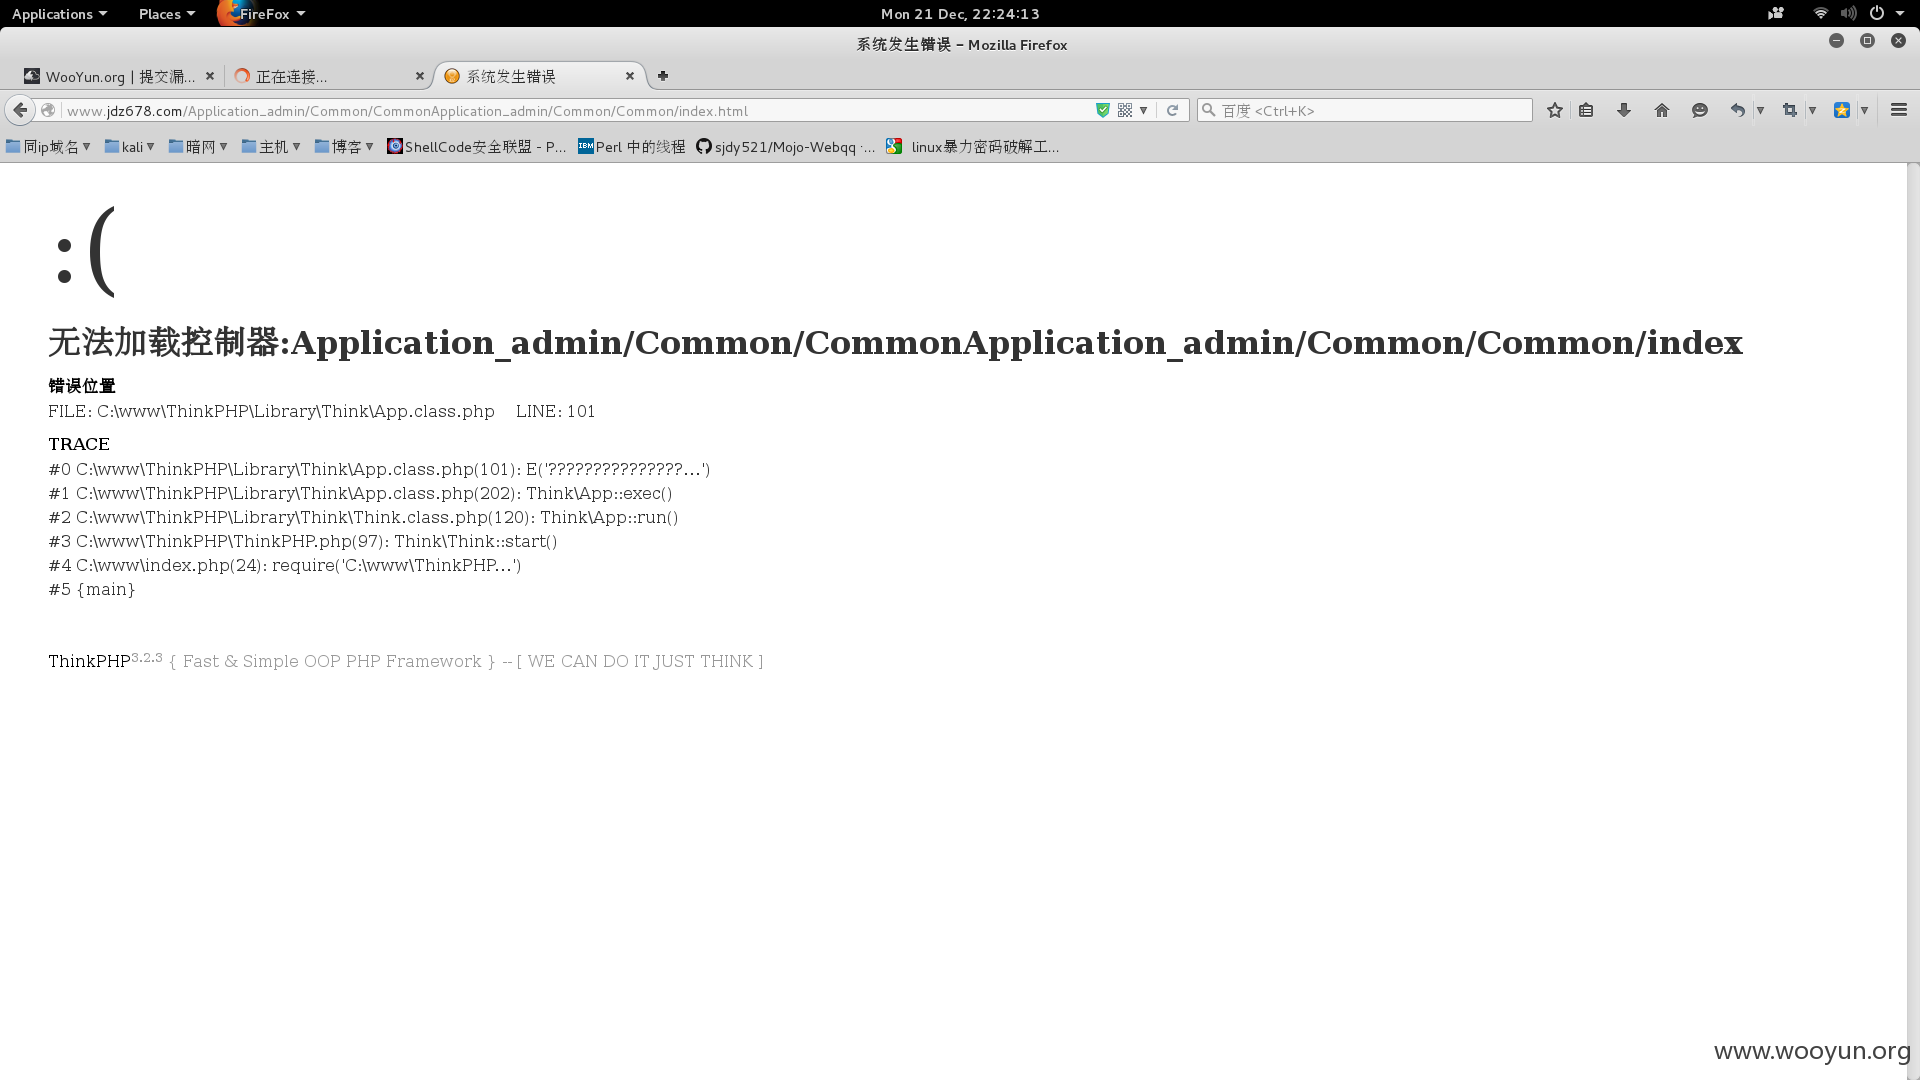 Applications Places FireFox Mon 21 Dec, 22:24:13
系统发生错误 - Mozilla Firefox
WooYun.org | 提交漏... 正在连接... 系统发生错误
www.jdz678.com/Application_admin/Common/CommonApplication_admin/Common/Common/index.html 百度 <Ctrl+K>
同ip域名 kali 暗网 主机 博客 ShellCode安全联盟 - P... IBM Perl 中的线程 sjdy521/Mojo-Webqq ·... linux暴力密码破解工...
:(
无法加载控制器:Application_admin/Common/CommonApplication_admin/Common/Common/index
错误位置
FILE: C:\www\ThinkPHP\Library\Think\App.class.php LINE: 101
TRACE
#0 C:\www\ThinkPHP\Library\Think\App.class.php(101): E('???????????????...')
#1 C:\www\ThinkPHP\Library\Think\App.class.php(202): Think\App::exec()
#2 C:\www\ThinkPHP\Library\Think\Think.class.php(120): Think\App::run()
#3 C:\www\ThinkPHP\ThinkPHP.php(97): Think\Think::start()
#4 C:\www\index.php(24): require('C:\www\ThinkPHP...')
#5 {main}
ThinkPHP3.2.3 { Fast & Simple OOP PHP Framework } -- [ WE CAN DO IT JUST THINK ]
www.wooyun.org